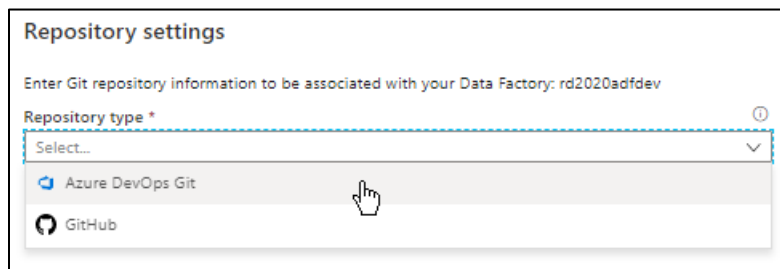 Repository settings
Enter Git repository information to be associated with your Data Factory: rd2020adfdev
Repository type *
Select...
Azure DevOps Git
GitHub